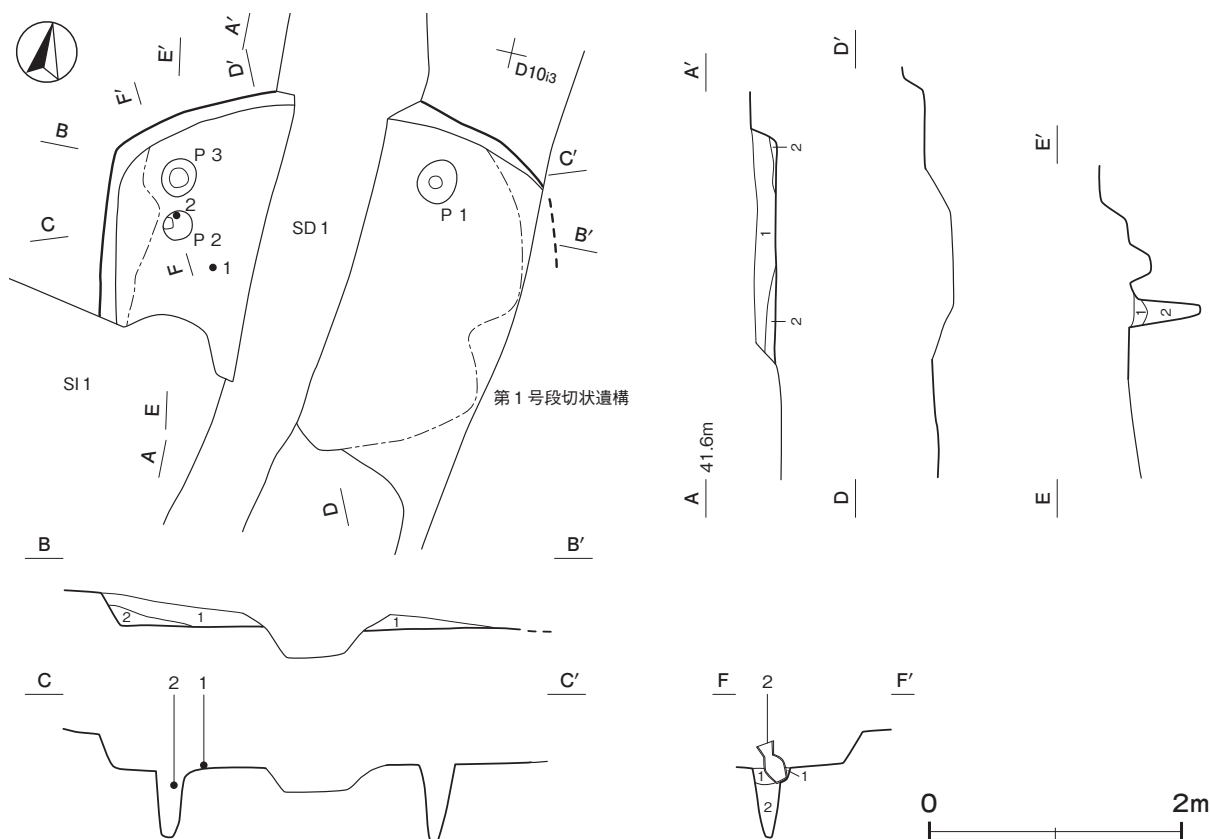 A′
E′
D′
F′
B
C
D10i3
C′
B′
P 3
2
P 2
F
1
P 1
SD 1
SI 1
E
A
D
第1号段切状遺構
A′
2
1
2
A 41.6m
D′
D
E′
1
2
E
B
B′
2
1
1
C
2
1
C′
F
2
F′
1
1
2
0
2m